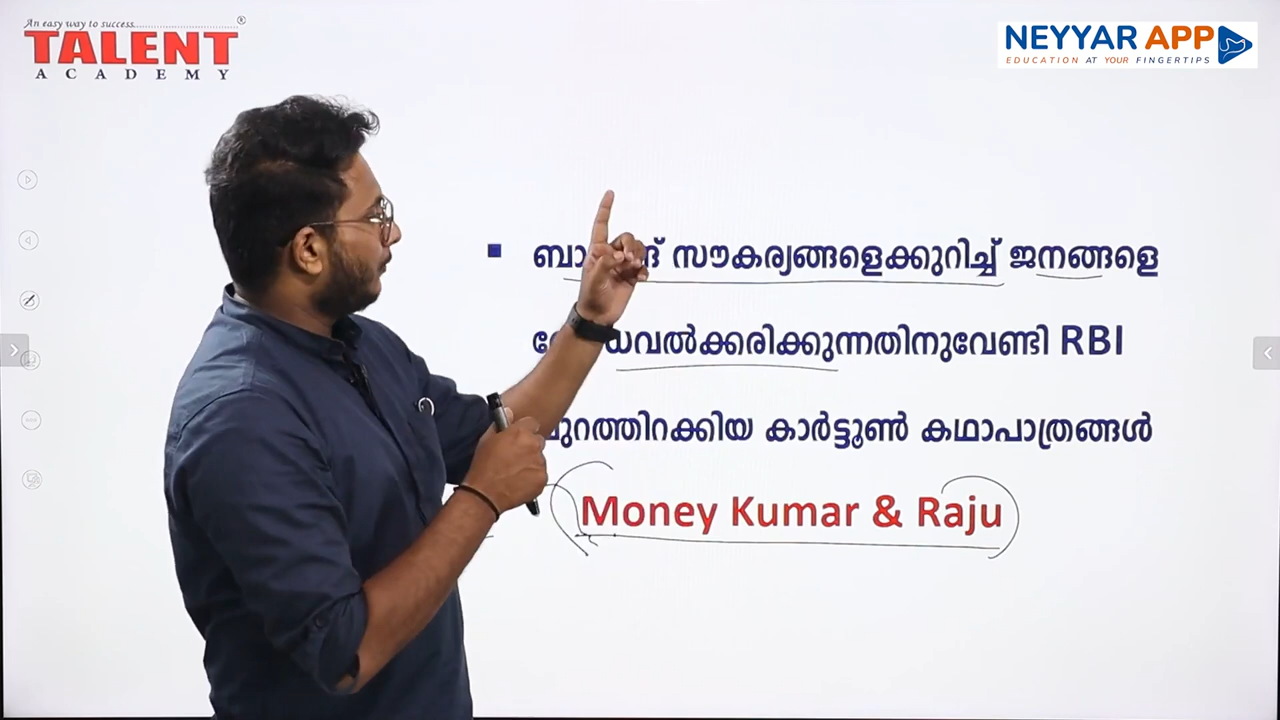 An easy way to success
TALENT
ACADEMY
NEYYAR APP
EDUCATION AT YOUR FINGERTIPS
സൗകര്യങ്ങളെക്കുറിച്ച് ജനങ്ങളെ
RBI
കാർട്ടൂൺ കഥാപാത്രങ്ങൾ
Money Kumar & Raju